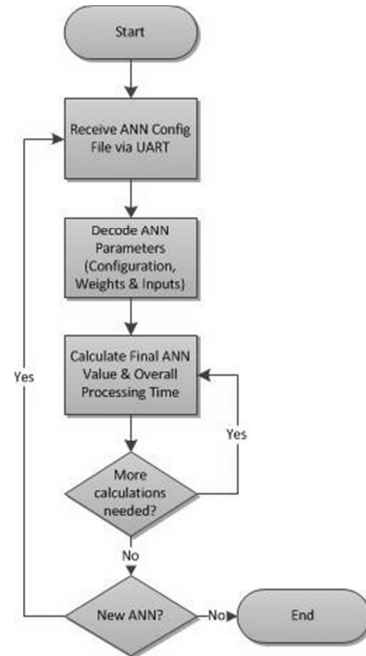 Start
Receive ANN Config
File via UART
Decode ANN
Parameters
(Configuration,
Weights & Inputs)
Calculate Final ANN
Value & Overall
Processing Time
Yes
Yes
More
calculations
needed?
No
New ANN?
No
End